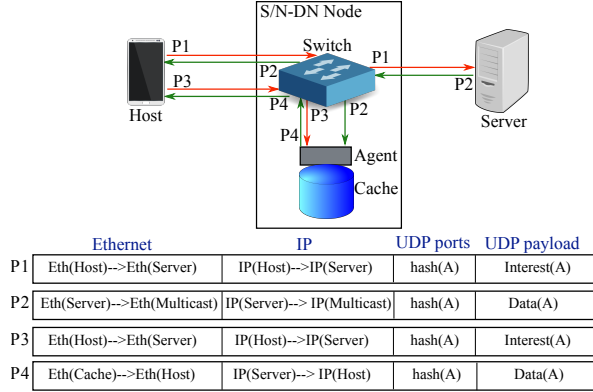 S/N-DN Node
Switch
P1
P2
P3
P4
P1
P2
Host
Server
P4
P3
P2
Agent
Cache
Ethernet IP UDP ports UDP payload
P1 Eth(Host)-->Eth(Server) IP(Host)-->IP(Server) hash(A) Interest(A)
P2 Eth(Server)-->Eth(Multicast) IP(Server)--> IP(Multicast) hash(A) Data(A)
P3 Eth(Host)-->Eth(Server) IP(Host)-->IP(Server) hash(A) Interest(A)
P4 Eth(Cache)-->Eth(Host) IP(Server)--> IP(Host) hash(A) Data(A)